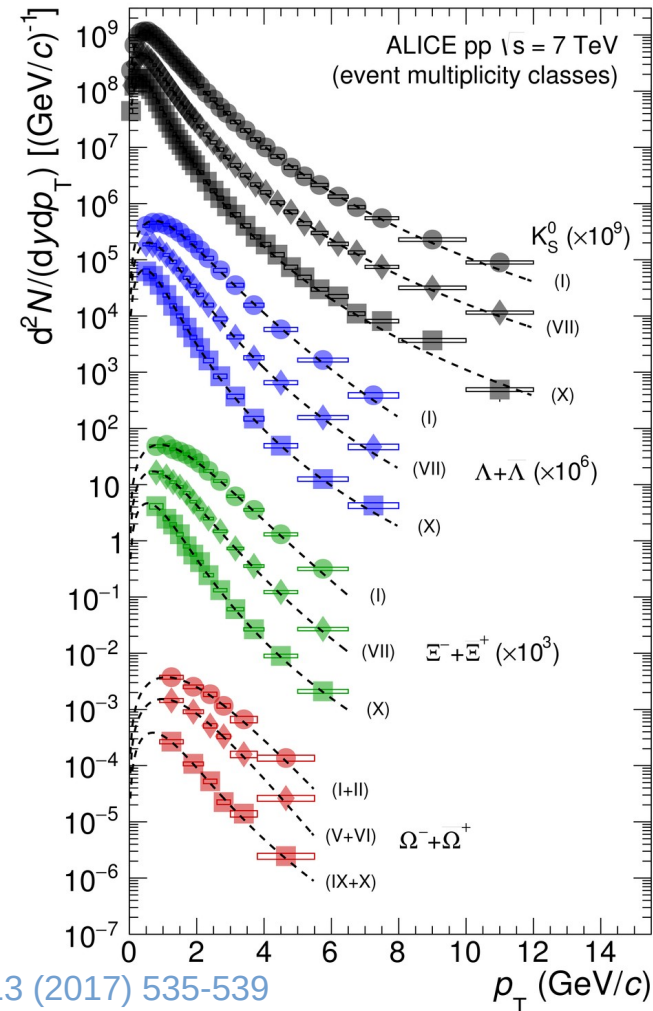 ALICE pp √s = 7 TeV
(event multiplicity classes)
d²N/(dydp_T) [(GeV/c)⁻¹]
10⁹
10⁸
10⁷
10⁶
10⁵
10⁴
10³
10²
10
1
10⁻¹
10⁻²
10⁻³
10⁻⁴
10⁻⁵
10⁻⁶
10⁻⁷
K⁰_S (×10⁹)
(I)
(VII)
(X)
(I)
(VII)
Λ+Λ̅ (×10⁶)
(X)
(I)
(VII)
Ξ⁻+Ξ̅⁺ (×10³)
(X)
(I+II)
(V+VI)
Ω⁻+Ω̅⁺
(IX+X)
0 2 4 6 8 10 12 14
p_T (GeV/c)
(2017) 535-539